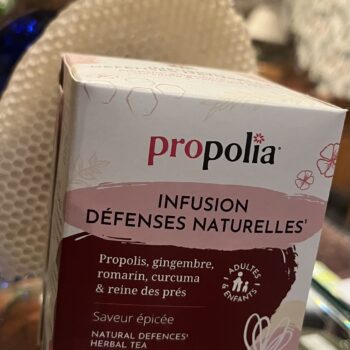 propolia®
INFUSION
DÉFENSES NATURELLES¹
Propolis, gingembre,
romarin, curcuma
& reine des prés
ADULTES
& ENFANTS
Saveur épicée
NATURAL DEFENCES¹
HERBAL TEA